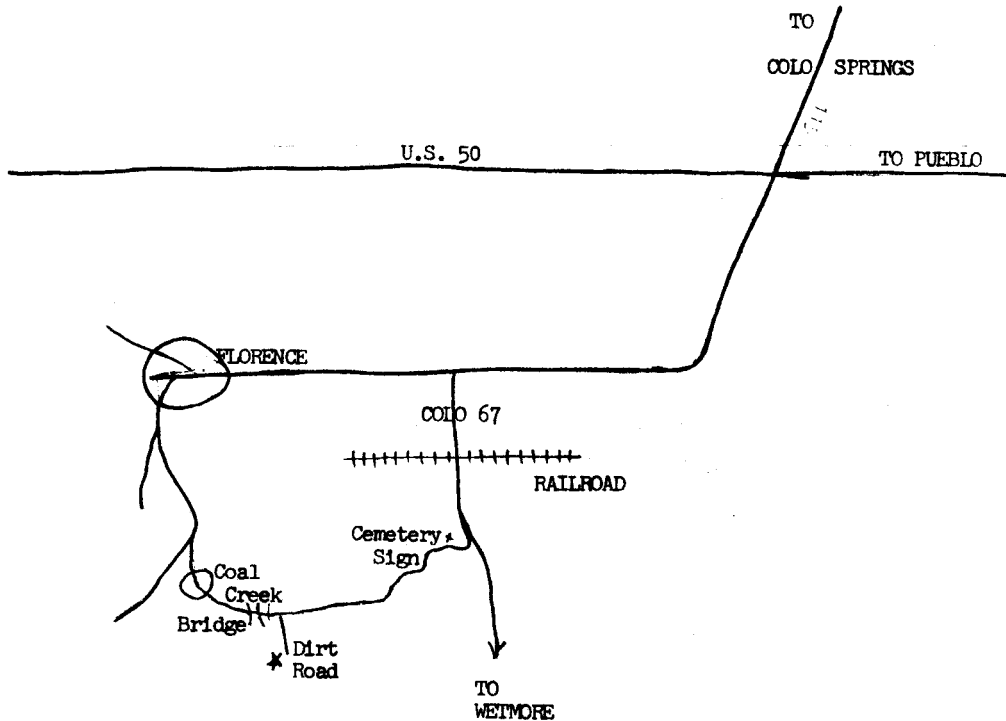 TO
COLO SPRINGS
115
U.S. 50
TO PUEBLO
FLORENCE
COLO 67
RAILROAD
Cemetery
Sign
Coal
Creek
Bridge
Dirt
Road
TO
WETMORE